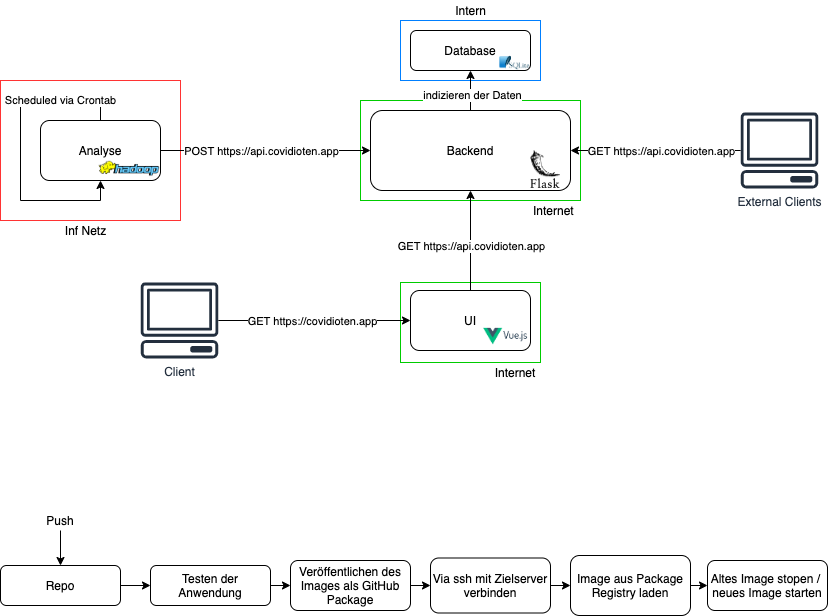 Intern
Database
SQLite
indizieren der Daten
Scheduled via Crontab
Analyse
hadoop
Inf Netz
POST https://api.covidioten.app
Backend
Flask
Internet
GET https://api.covidioten.app
External Clients
GET https://api.covidioten.app
Client
GET https://covidioten.app
UI
Vue.js
Internet
Push
Repo
Testen der
Anwendung
Veröffentlichen des
Images als GitHub
Package
Via ssh mit Zielserver
verbinden
Image aus Package
Registry laden
Altes Image stopen /
neues Image starten